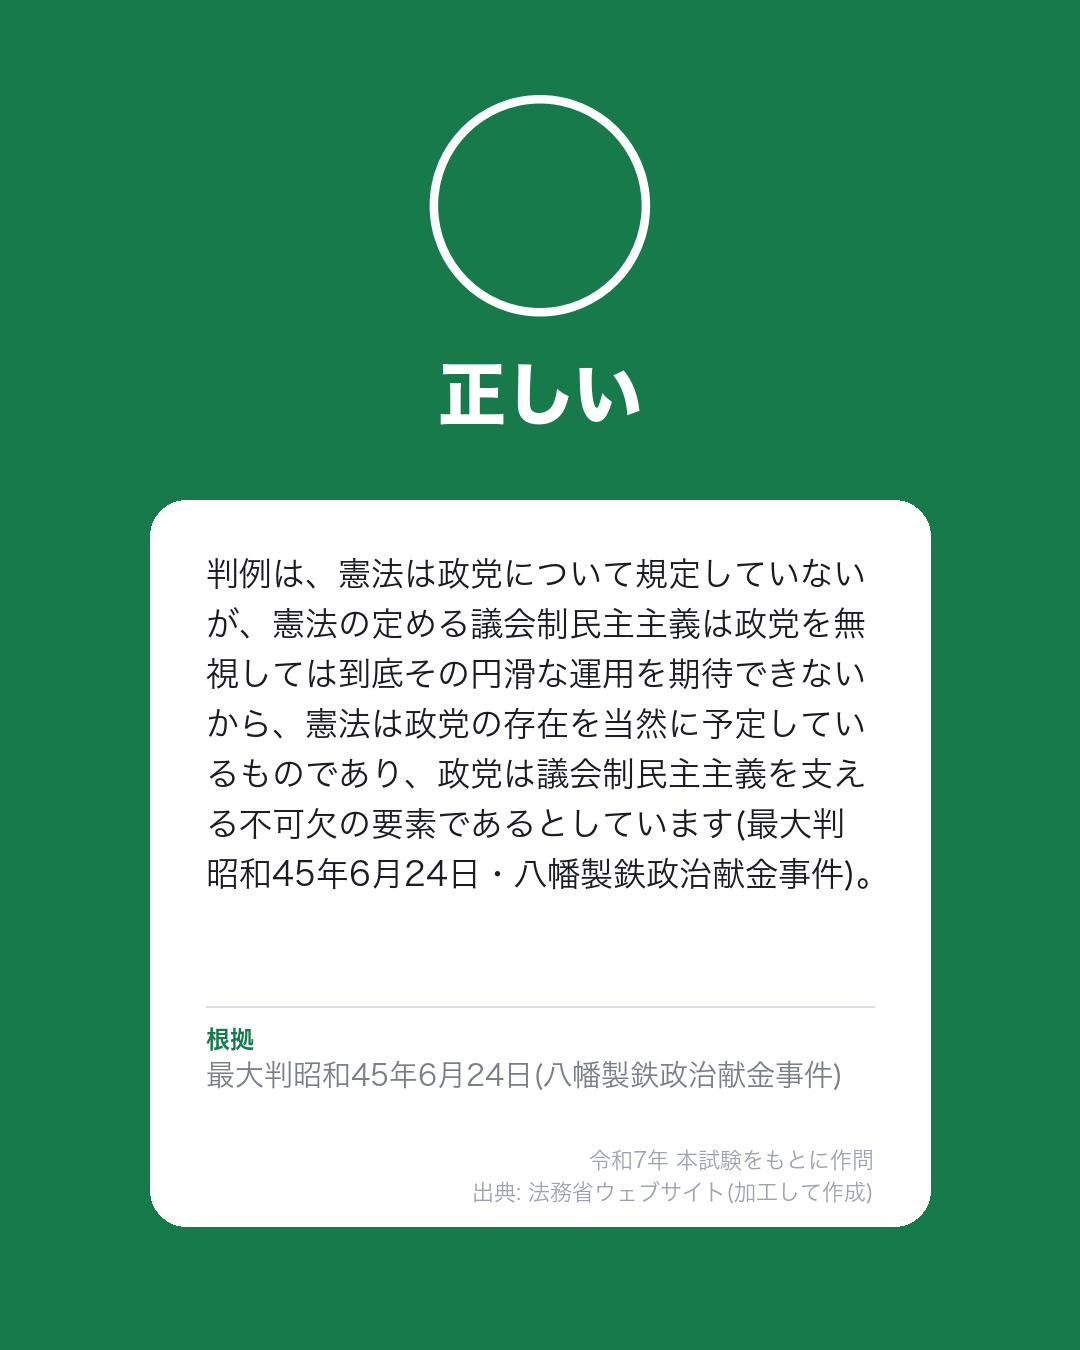 正しい
判例は、憲法は政党について規定していない
が、憲法の定める議会制民主主義は政党を無
視しては到底その円滑な運用を期待できない
から、憲法は政党の存在を当然に予定してい
るものであり、政党は議会制民主主義を支え
る不可欠の要素であるとしています(最大判
昭和45年6月24日・八幡製鉄政治献金事件)。
根拠
最大判昭和45年6月24日(八幡製鉄政治献金事件)
令和7年 本試験をもとに作問
出典: 法務省ウェブサイト(加工して作成)